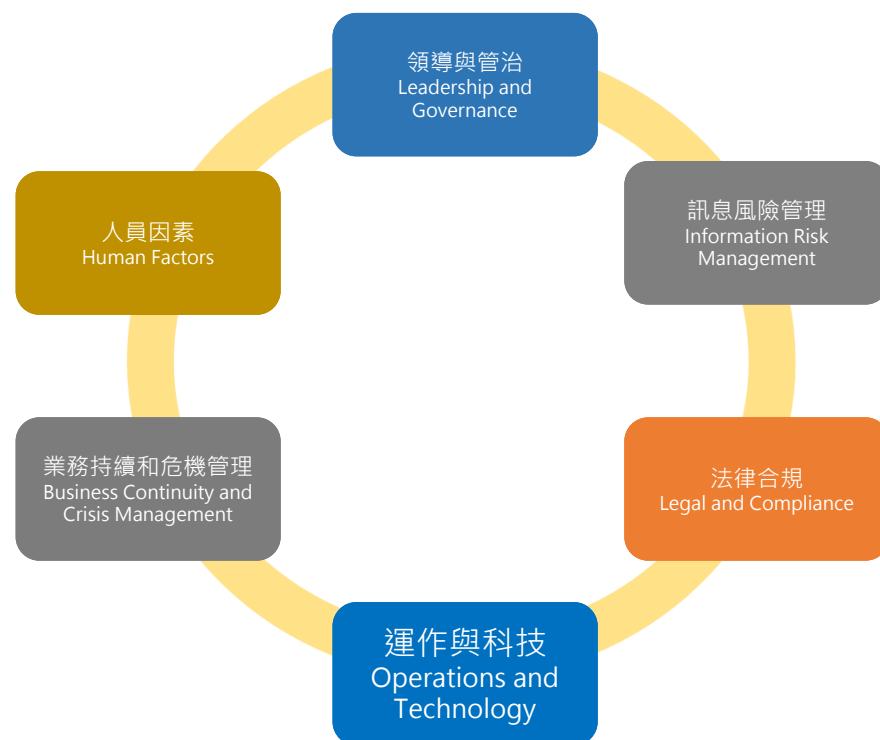 領導與管治
Leadership and
Governance
人員因素
Human Factors
訊息風險管理
Information Risk
Management
業務持續和危機管理
Business Continuity and
Crisis Management
法律合規
Legal and Compliance
運作與科技
Operations and
Technology